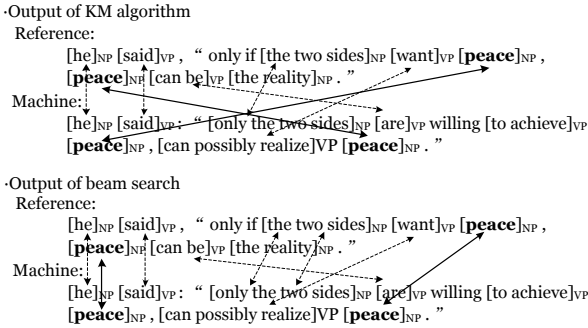 ·Output of KM algorithm
Reference:
[he]NP [said]VP , “ only if [the two sides]NP [want]VP [peace]NP ,
[peace]NP [can be]VP [the reality]NP . ”
Machine:
[he]NP [said]VP : “ [only the two sides]NP [are]VP willing [to achieve]VP
[peace]NP , [can possibly realize]VP [peace]NP . ”
·Output of beam search
Reference:
[he]NP [said]VP , “ only if [the two sides]NP [want]VP [peace]NP ,
[peace]NP [can be]VP [the reality]NP . ”
Machine:
[he]NP [said]VP : “ [only the two sides]NP [are]VP willing [to achieve]VP
[peace]NP , [can possibly realize]VP [peace]NP . ”